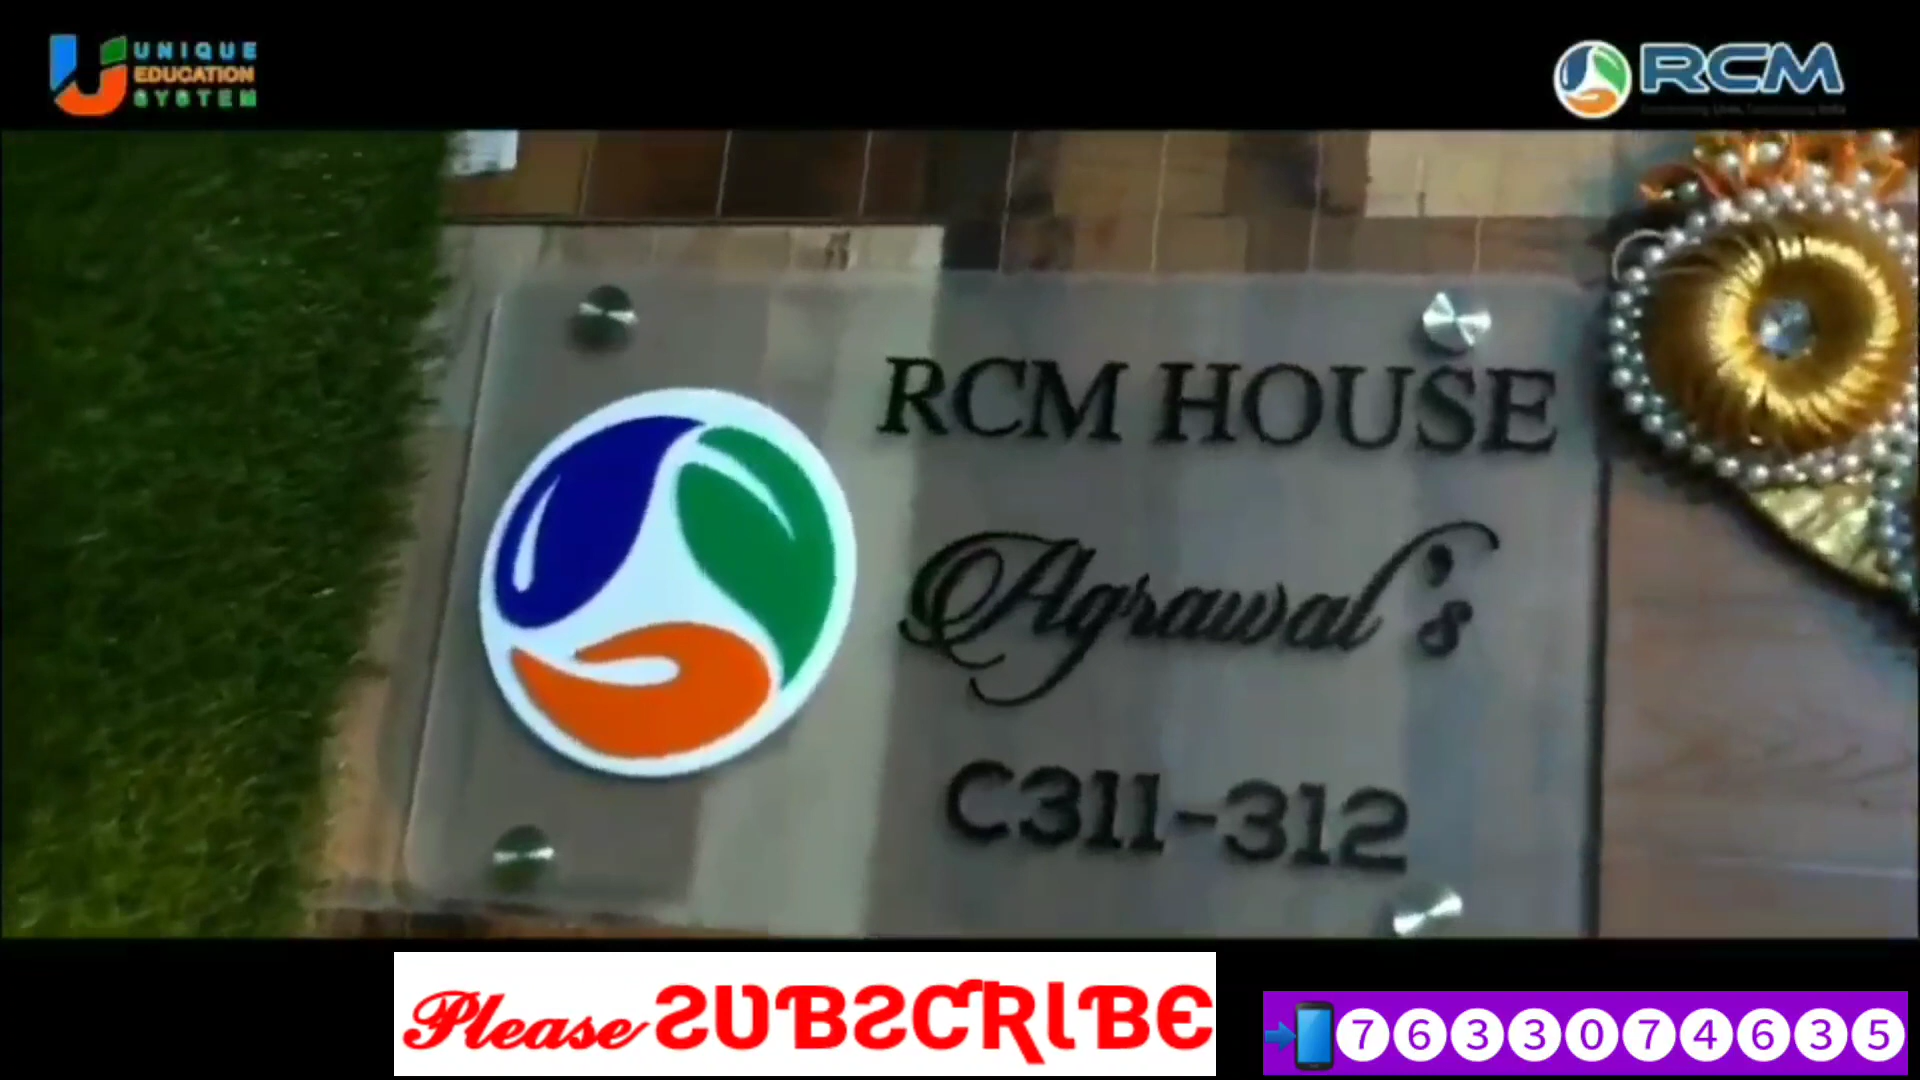 UNIQUE
EDUCATION
SYSTEM
RCM
RCM HOUSE
Agrawal's
C311-312
Please SUBSCRIBE
7633074635